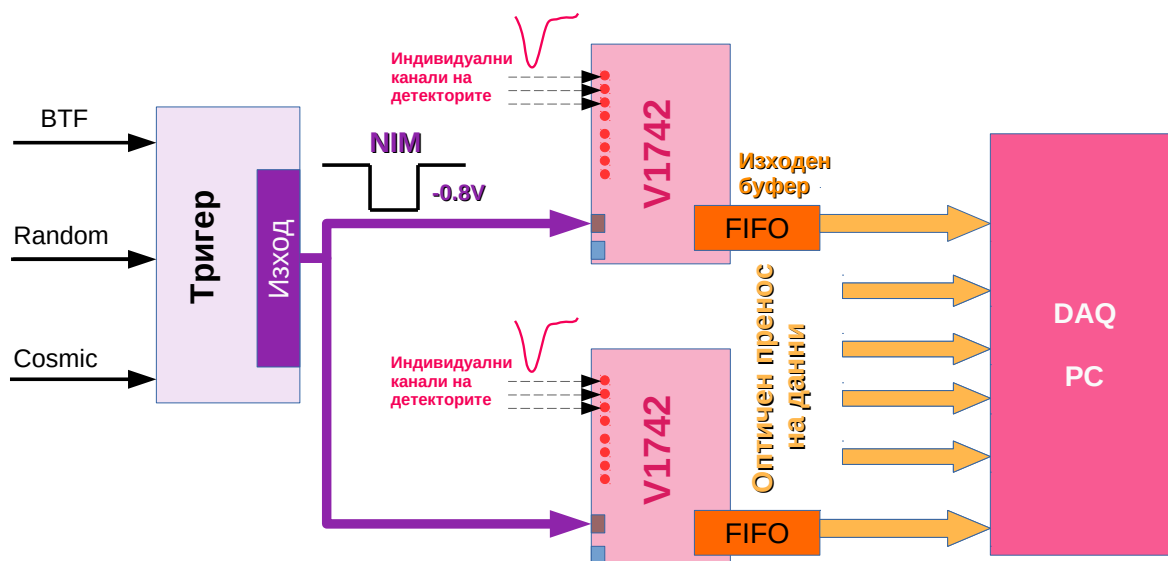 BTF
Random
Cosmic
Тригер
Изход
NIM
-0.8V
Индивидуални
канали на
детекторите
V1742
Изходен
буфер
FIFO
Оптичен пренос
на данни
Индивидуални
канали на
детекторите
V1742
FIFO
DAQ
PC